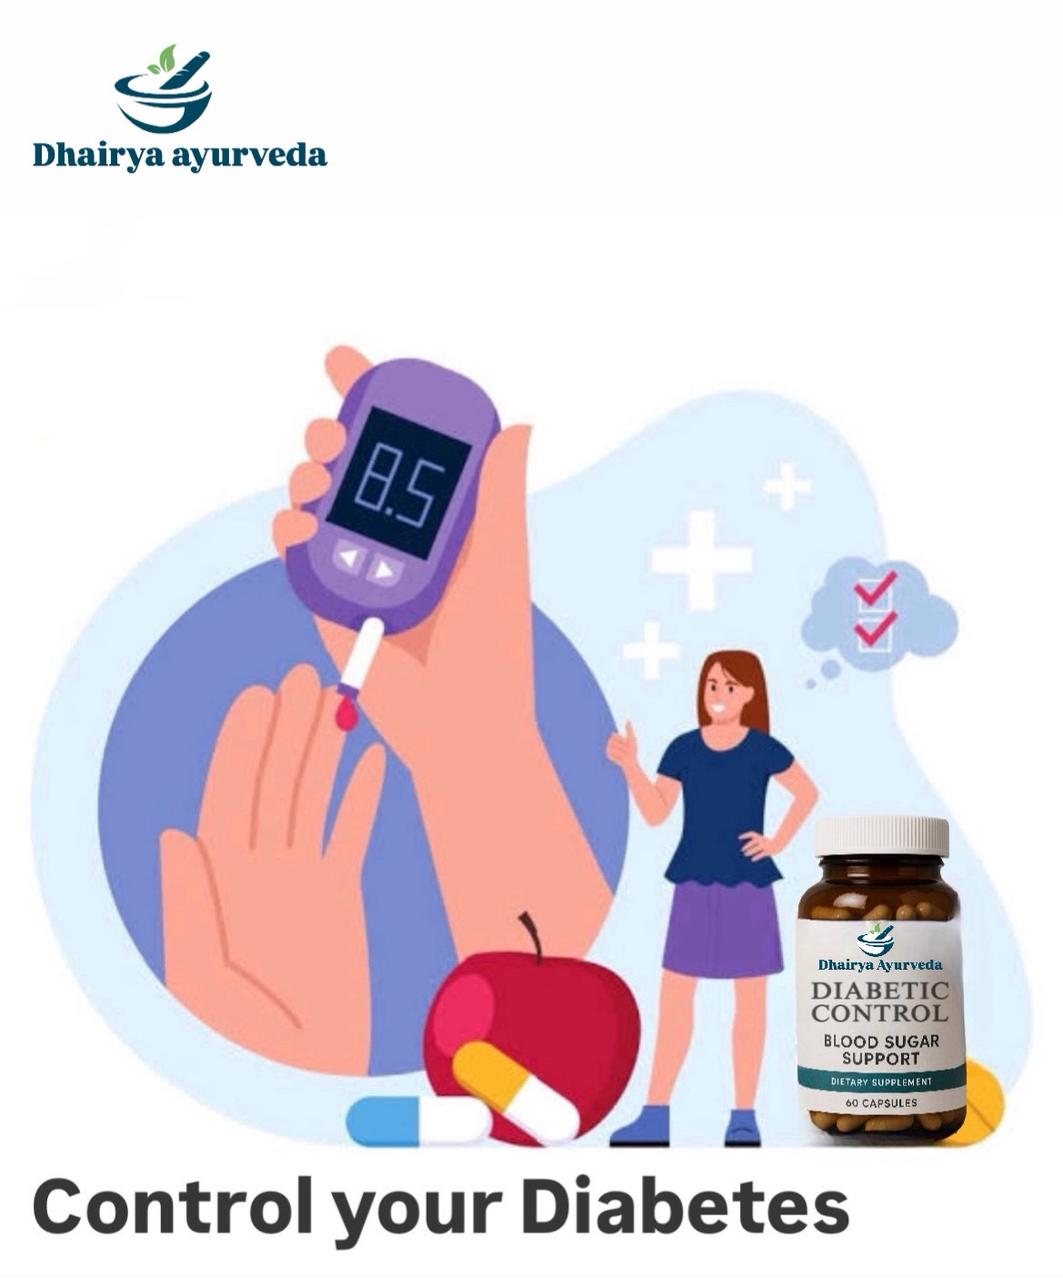 Dhairya ayurveda
8.5
Dhairya Ayurveda
DIABETIC
CONTROL
BLOOD SUGAR
SUPPORT
DIETARY SUPPLEMENT
60 CAPSULES
Control your Diabetes